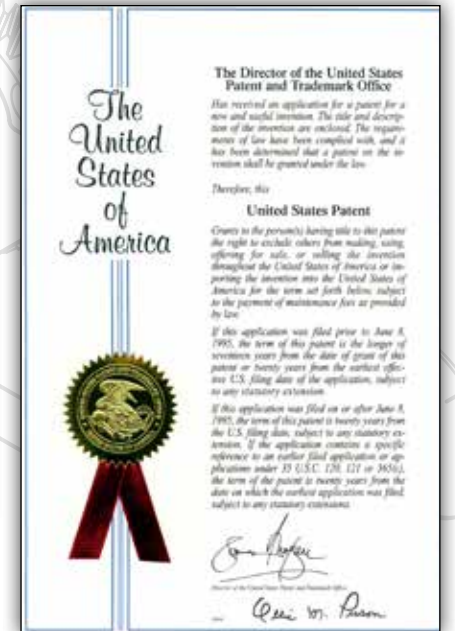 The
United
States
of
America
The Director of the United States
Patent and Trademark Office
Has received an application for a patent for a
new and useful invention. The title and descrip-
tion of the invention are enclosed. The require-
ments of law have been complied with, and it
has been determined that a patent on the in-
vention shall be granted under the law.
Therefore, this
United States Patent
Grants to the person(s) having title to this patent
the right to exclude others from making, using,
offering for sale, or selling the invention
throughout the United States of America or im-
porting the invention into the United States of
America for the term set forth below, subject
to the payment of maintenance fees as provided
by law.
If this application was filed prior to June 8,
1995, the term of this patent is the longer of
seventeen years from the date of grant of this
patent or twenty years from the earliest effec-
tive U.S. filing date of the application, subject
to any statutory extension.
If this application was filed on or after June 8,
1995, the term of this patent is twenty years from
the U.S. filing date, subject to any statutory ex-
tension. If the application contains a specific
reference to an earlier filed application or ap-
plications under 35 U.S.C. 120, 121 or 365(c),
the term of the patent is twenty years from the
date on which the earliest application was filed,
subject to any statutory extensions.
Director of the United States Patent and Trademark Office